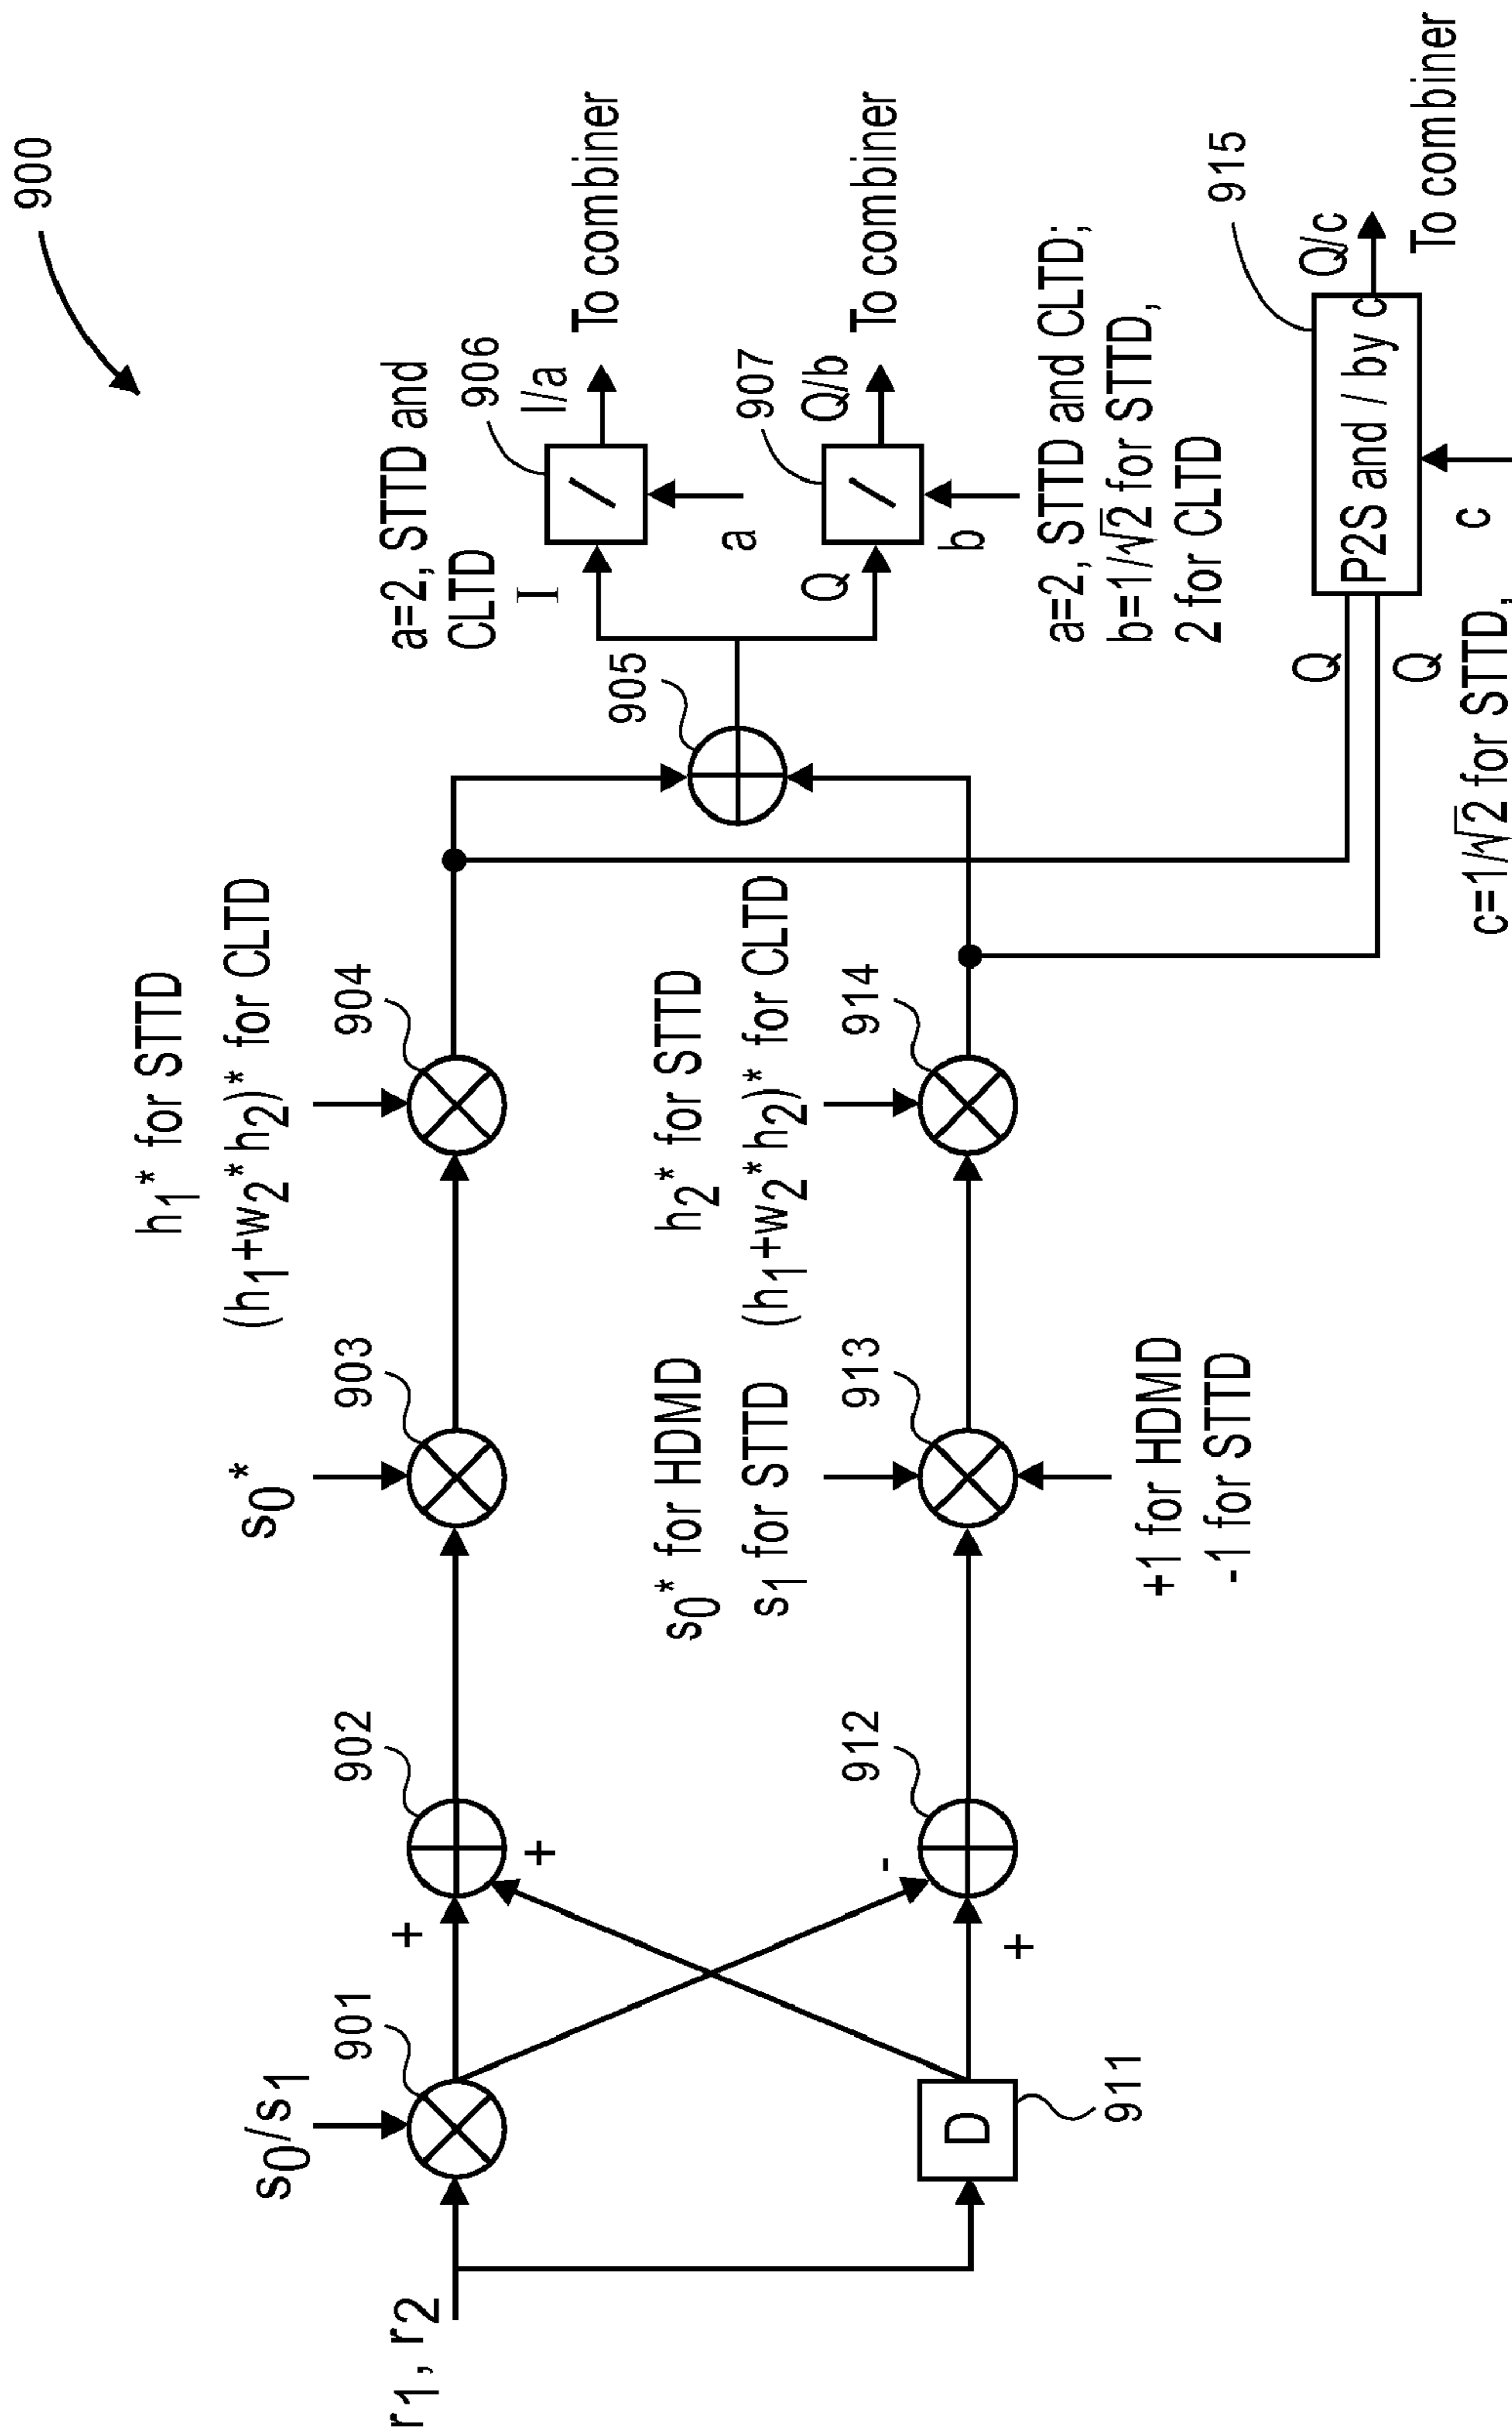 900
r1, r2
s0/s1
901
+
902
+
s0*
903
h1* for STTD
(h1+w2*h2)* for CLTD
904
D
911
-
+
912
s0* for HDMD
s1 for STTD
913
+1 for HDMD
-1 for STTD
h2* for STTD
(h1+w2*h2)* for CLTD
914
905
a=2, STTD and
CLTD
I
/
906
I/a
To combiner
a
Q
/
907
Q/b
To combiner
b
a=2, STTD and CLTD;
b=1/√2 for STTD,
2 for CLTD
Q
Q
P2S and / by c
915
Q/c
To combiner
c
c=1/√2 for STTD,